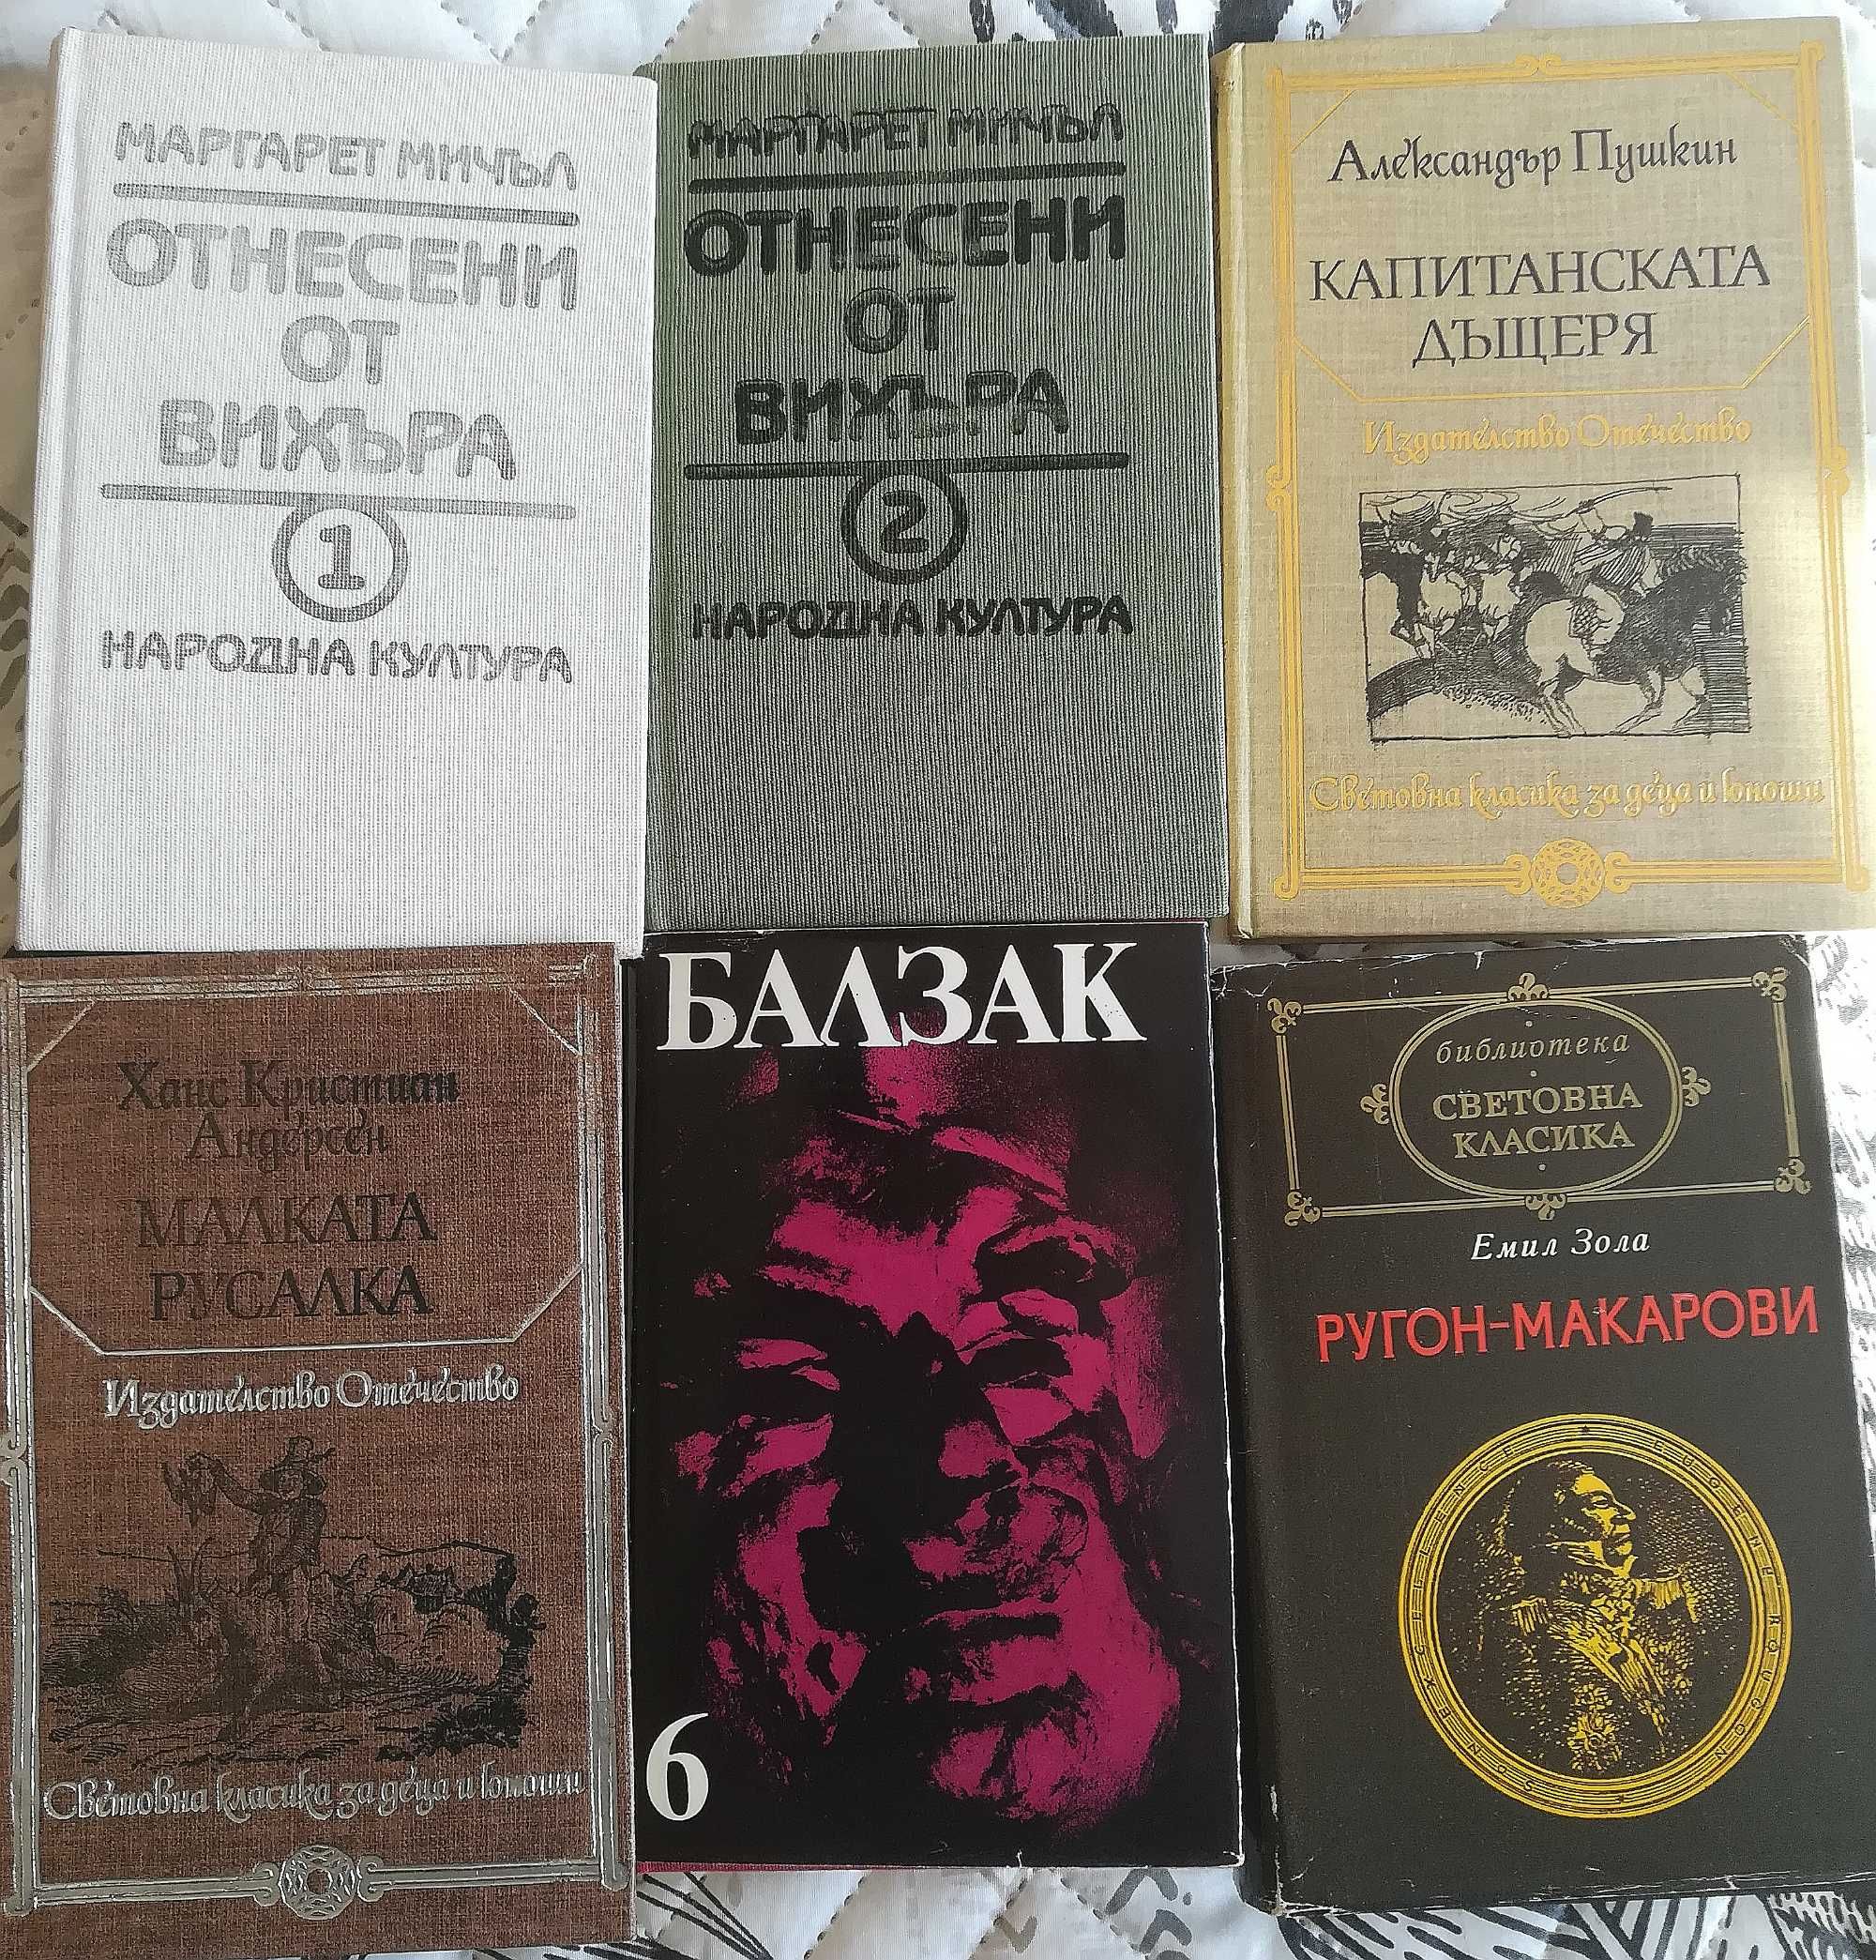 МАРГАРЕТ МИЧЪЛ
ОТНЕСЕНИ
ОТ
ВИХЪРА
1
НАРОДНА КУЛТУРА
МАРГАРЕТ МИЧЪЛ
ОТНЕСЕНИ
ОТ
ВИХЪРА
2
НАРОДНА КУЛТУРА
Александър Пушкин
КАПИТАНСКАТА
ДЪЩЕРЯ
Издателство Отечество
Световна класика за деца и юноши
Ханс Кристиан
Андерсен
МАЛКАТА
РУСАЛКА
Издателство Отечество
Световна класика за деца и юноши
БАЛЗАК
6
библиотека
СВЕТОВНА
КЛАСИКА
Емил Зола
РУГОН-МАКАРОВИ